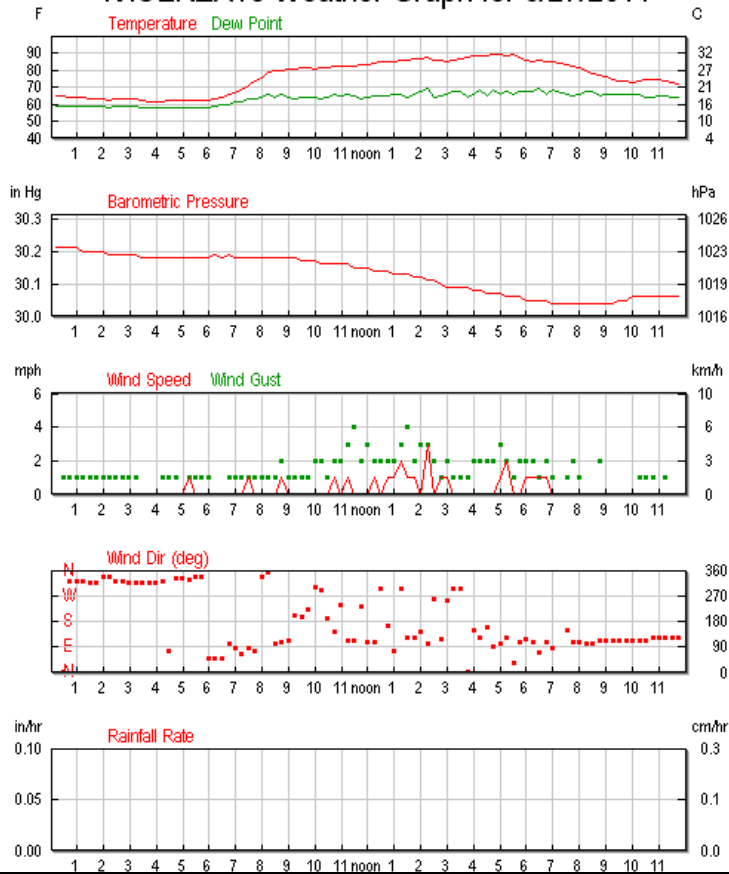 Weather Graph for
F Temperature Dew Point C
90 32
80 27
70 21
60 16
50 10
40 4
1 2 3 4 5 6 7 8 9 10 11 noon 1 2 3 4 5 6 7 8 9 10 11
in Hg Barometric Pressure hPa
30.3 1026
30.2 1023
30.1 1019
30.0 1016
1 2 3 4 5 6 7 8 9 10 11 noon 1 2 3 4 5 6 7 8 9 10 11
mph Wind Speed Wind Gust km/h
6 10
4 6
2 3
0 0
1 2 3 4 5 6 7 8 9 10 11 noon 1 2 3 4 5 6 7 8 9 10 11
Wind Dir (deg)
N 360
W 270
S 180
E 90
N 0
1 2 3 4 5 6 7 8 9 10 11 noon 1 2 3 4 5 6 7 8 9 10 11
in/hr Rainfall Rate cm/hr
0.10 0.3
0.05 0.1
0.00 0.0
1 2 3 4 5 6 7 8 9 10 11 noon 1 2 3 4 5 6 7 8 9 10 11